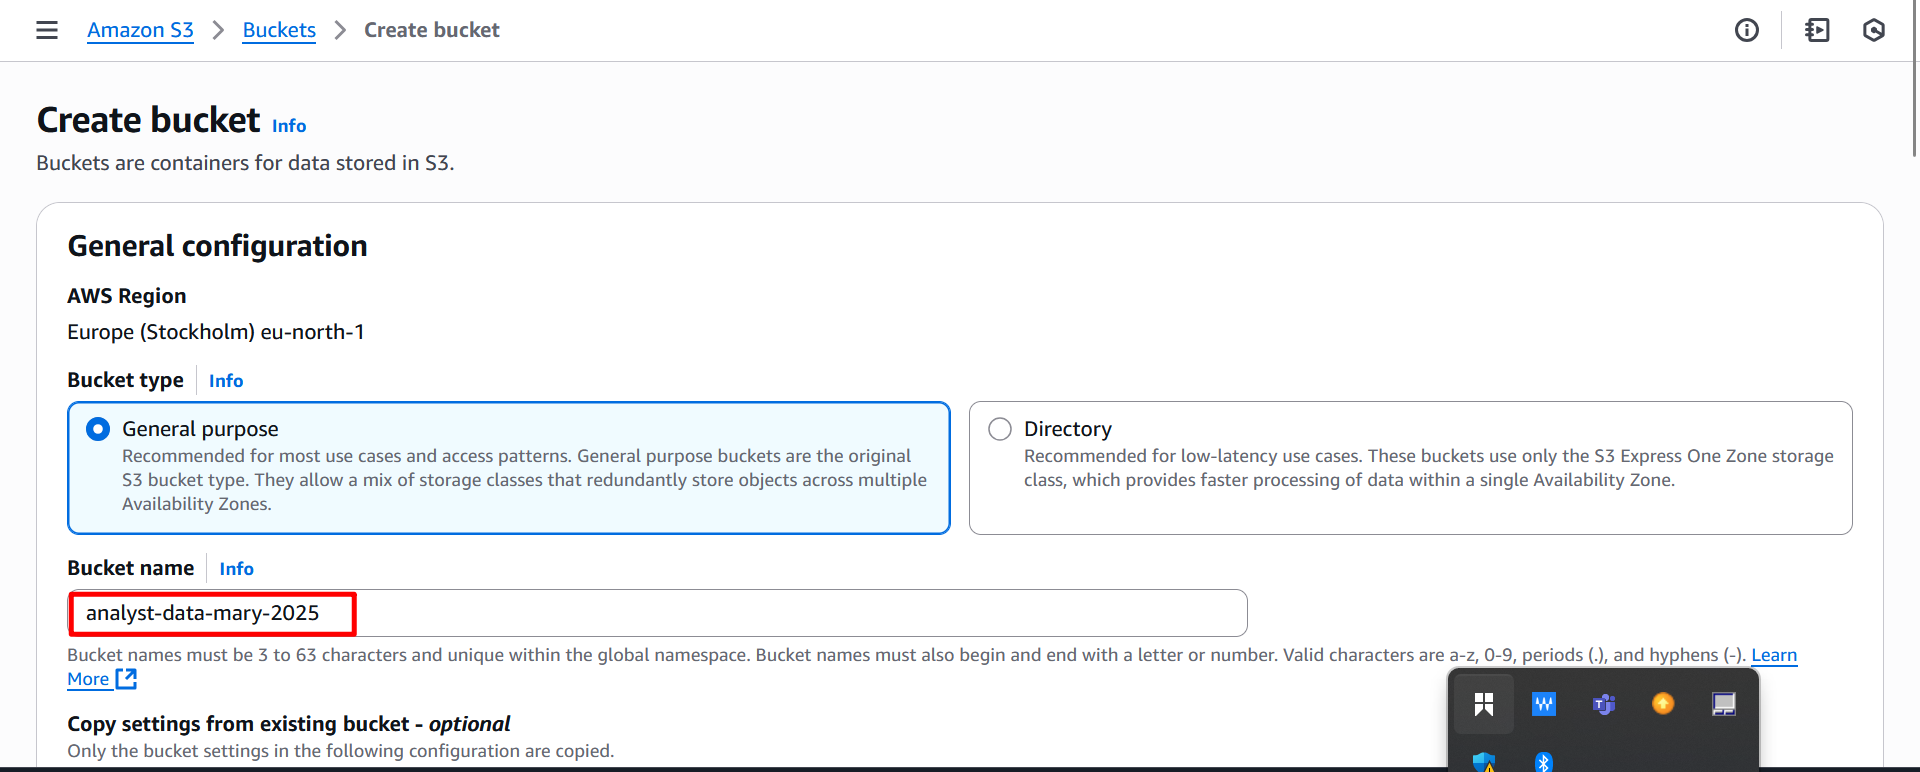 Amazon S3 > Buckets > Create bucket
Create bucket Info
Buckets are containers for data stored in S3.
General configuration
AWS Region
Europe (Stockholm) eu-north-1
Bucket type Info
General purpose
Recommended for most use cases and access patterns. General purpose buckets are the original
S3 bucket type. They allow a mix of storage classes that redundantly store objects across multiple
Availability Zones.
Directory
Recommended for low-latency use cases. These buckets use only the S3 Express One Zone storage
class, which provides faster processing of data within a single Availability Zone.
Bucket name Info
analyst-data-mary-2025
Bucket names must be 3 to 63 characters and unique within the global namespace. Bucket names must also begin and end with a letter or number. Valid characters are a-z, 0-9, periods (.), and hyphens (-). Learn
More
Copy settings from existing bucket - optional
Only the bucket settings in the following configuration are copied.